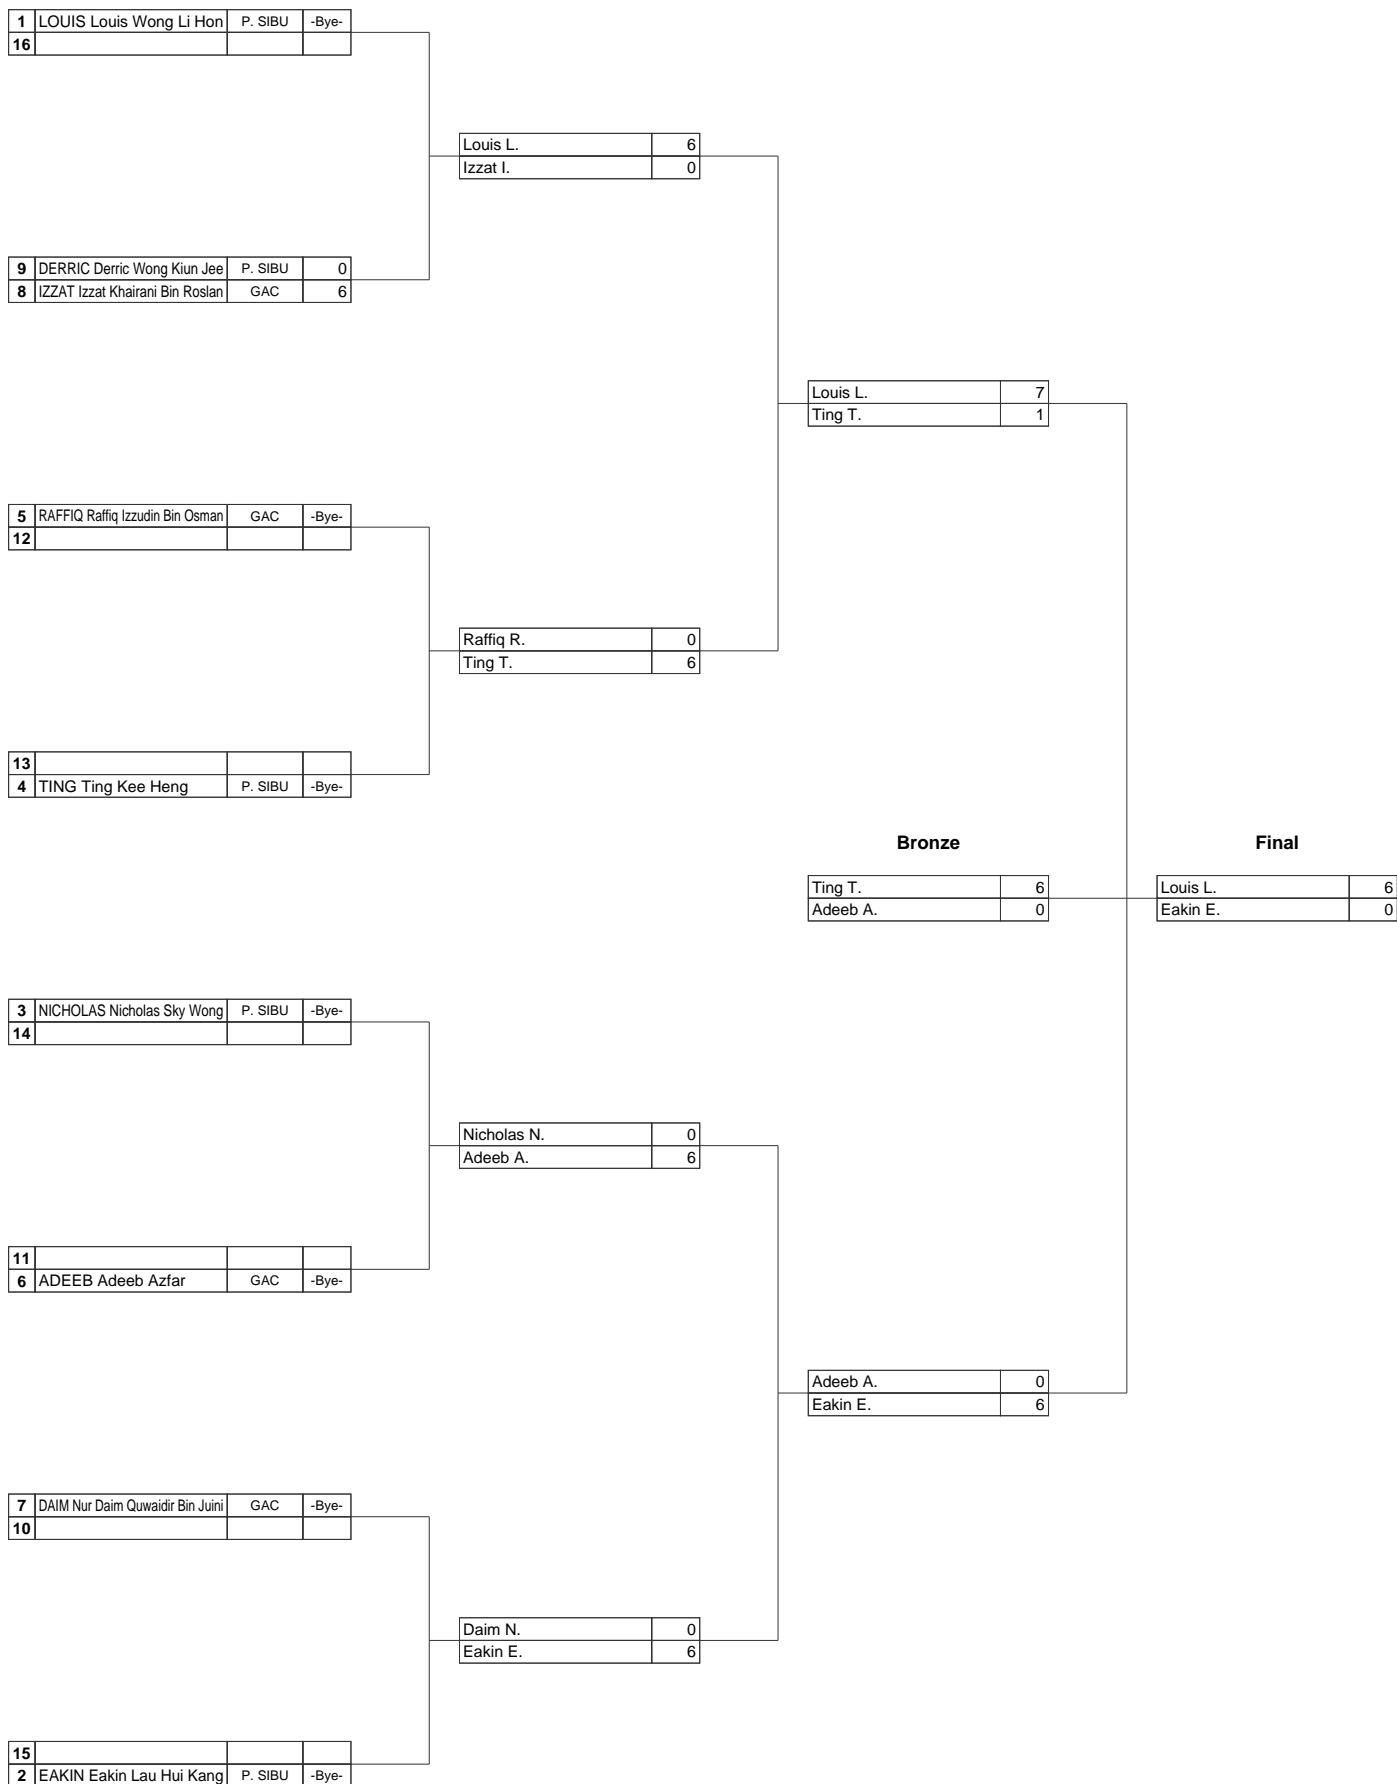 1 LOUIS Louis Wong Li Hon P. SIBU -Bye-
16
Louis L. 6
Izzat I. 0
9 DERRIC Derric Wong Kiun Jee P. SIBU 0
8 IZZAT Izzat Khairani Bin Roslan GAC 6
Louis L. 7
Ting T. 1
5 RAFFIQ Raffiq Izzudin Bin Osman GAC -Bye-
12
Raffiq R. 0
Ting T. 6
13
4 TING Ting Kee Heng P. SIBU -Bye-
Bronze Final
Ting T. 6 Louis L. 6
Adeeb A. 0 Eakin E. 0
3 NICHOLAS Nicholas Sky Wong P. SIBU -Bye-
14
Nicholas N. 0
Adeeb A. 6
11
6 ADEEB Adeeb Azfar GAC -Bye-
Adeeb A. 0
Eakin E. 6
7 DAIM Nur Daim Quwaidir Bin Juini GAC -Bye-
10
Daim N. 0
Eakin E. 6
15
2 EAKIN Eakin Lau Hui Kang P. SIBU -Bye-